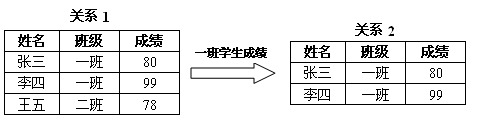 关系1
姓名 班级 成绩
张三 一班 80
李四 一班 99
王五 二班 78
一班学生成绩
关系2
姓名 班级 成绩
张三 一班 80
李四 一班 99